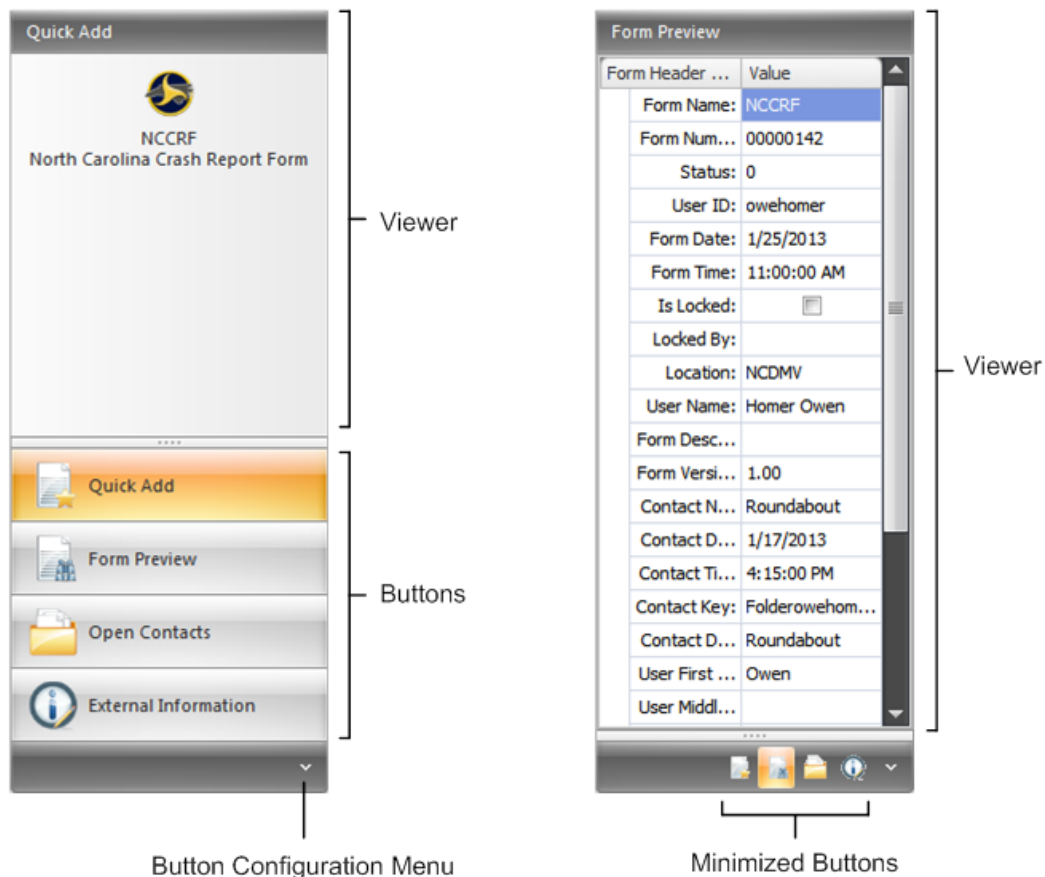 Quick Add
NCCRF
North Carolina Crash Report Form
Viewer
Quick Add
Form Preview
Open Contacts
External Information
Buttons
Button Configuration Menu
Form Preview
Form Header ... Value
Form Name: NCCRF
Form Num... 00000142
Status: 0
User ID: owehomer
Form Date: 1/25/2013
Form Time: 11:00:00 AM
Is Locked:
Locked By:
Location: NCDMV
User Name: Homer Owen
Form Desc...
Form Versi... 1.00
Contact N... Roundabout
Contact D... 1/17/2013
Contact Ti... 4:15:00 PM
Contact Key: Folderowehom...
Contact D... Roundabout
User First ... Owen
User Middl...
Viewer
Minimized Buttons